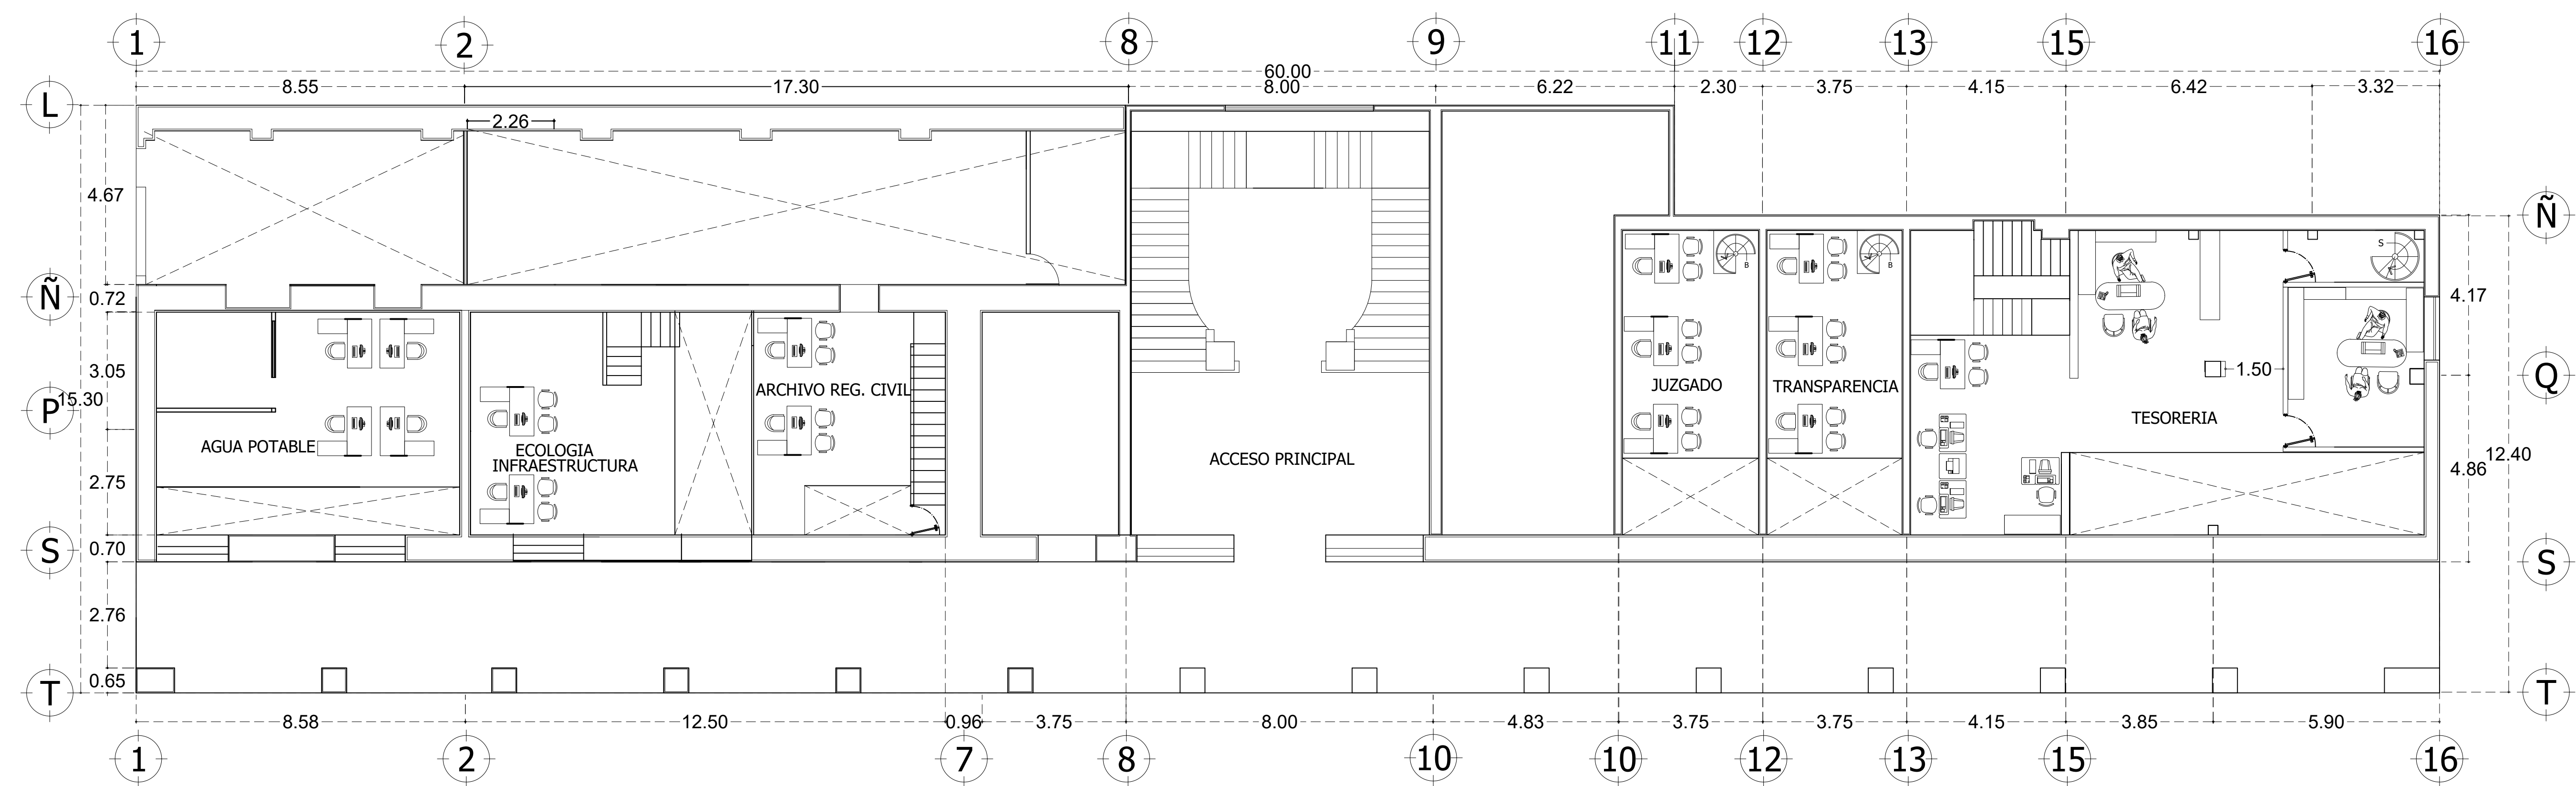 1 2 8 9 11 12 13 15 16
60.00
8.55 17.30 8.00 6.22 2.30 3.75 4.15 6.42 3.32
L
2.26
4.67
Ñ Ñ
S
B B
0.72 4.17
3.05 1.50 Q
ARCHIVO REG. CIVIL JUZGADO TRANSPARENCIA
P 15.30
TESORERIA
AGUA POTABLE ECOLOGIA
INFRAESTRUCTURA ACCESO PRINCIPAL 12.40
4.86
2.75
S 0.70 S
2.76
0.65
T T
8.58 12.50 0.96 3.75 8.00 4.83 3.75 3.75 4.15 3.85 5.90
1 2 7 8 10 10 12 13 15 16